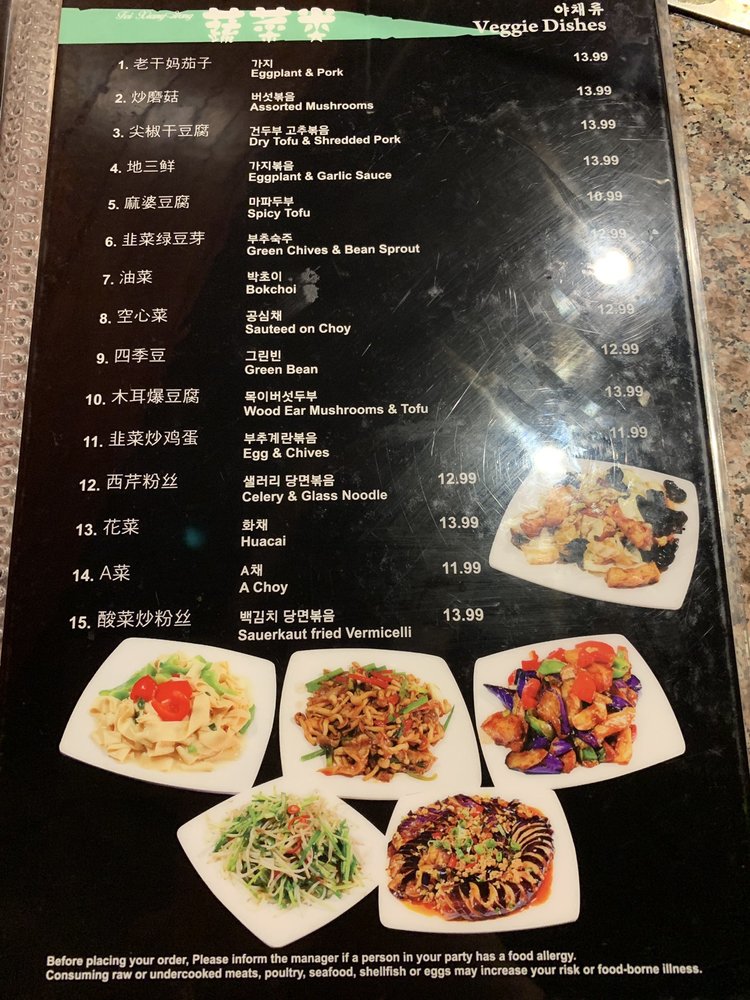 Fu Xiang Song
蔬菜类
야채류
Veggie Dishes
1. 老干妈茄子 가지 13.99
Eggplant & Pork
2. 炒磨菇 버섯볶음 13.99
Assorted Mushrooms
3. 尖椒干豆腐 건두부 고추볶음 13.99
Dry Tofu & Shredded Pork
4. 地三鲜 가지볶음 13.99
Eggplant & Garlic Sauce
5. 麻婆豆腐 마파두부 10.99
Spicy Tofu
6. 韭菜绿豆芽 부추숙주 12.99
Green Chives & Bean Sprout
7. 油菜 박초이
Bokchoi
8. 空心菜 공심채 12.99
Sauteed on Choy
9. 四季豆 그린빈 12.99
Green Bean
10. 木耳爆豆腐 목이버섯두부 13.99
Wood Ear Mushrooms & Tofu
11. 韭菜炒鸡蛋 부추계란볶음 11.99
Egg & Chives
12. 西芹粉丝 샐러리 당면볶음 12.99
Celery & Glass Noodle
13. 花菜 화채 13.99
Huacai
14. A菜 A채 11.99
A Choy
15. 酸菜炒粉丝 백김치 당면볶음 13.99
Sauerkaut fried Vermicelli
Before placing your order, Please inform the manager if a person in your party has a food allergy.
Consuming raw or undercooked meats, poultry, seafood, shellfish or eggs may increase your risk or food-borne illness.